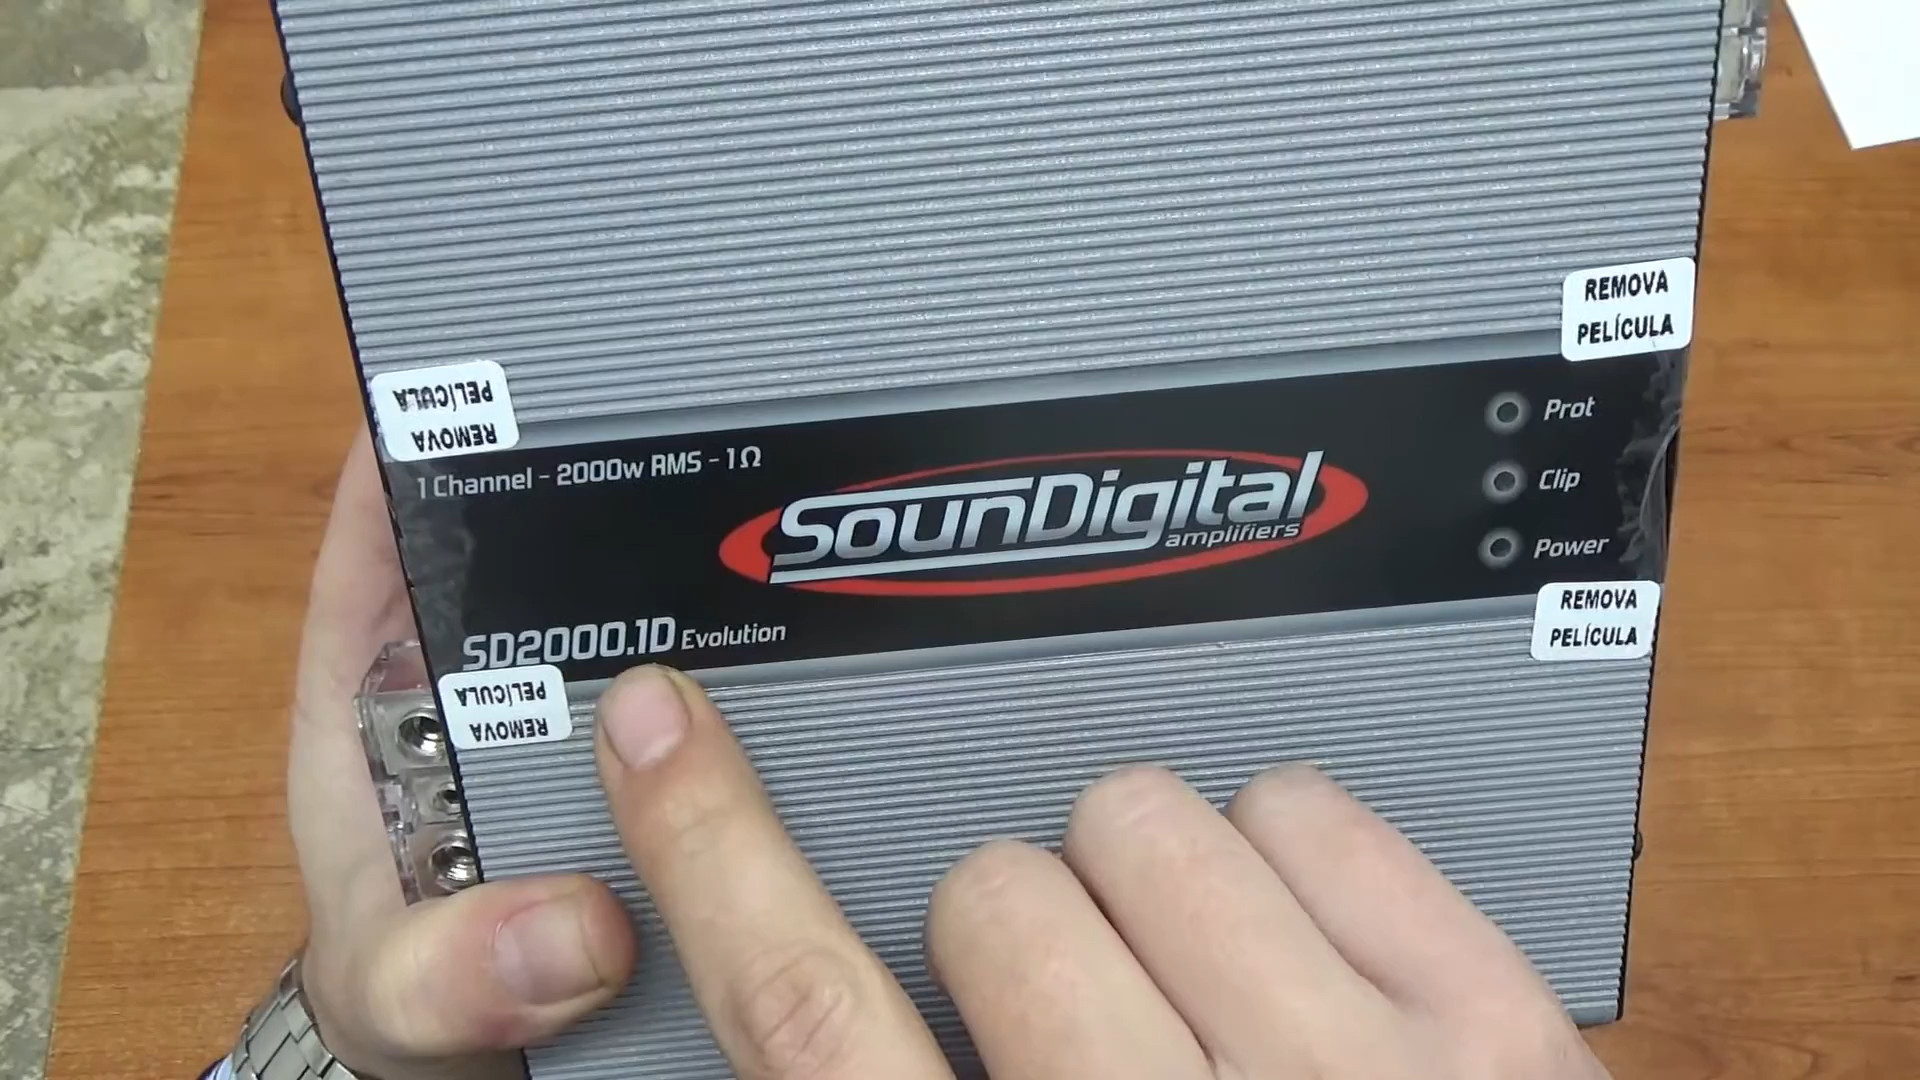 REMOVA
PELÍCULA
REMOVA
PELÍCULA
1 Channel - 2000w RMS - 1Ω
SounDigital
amplifiers
Prot
Clip
Power
SD2000.1D Evolution
REMOVA
PELÍCULA
REMOVA
PELÍCULA